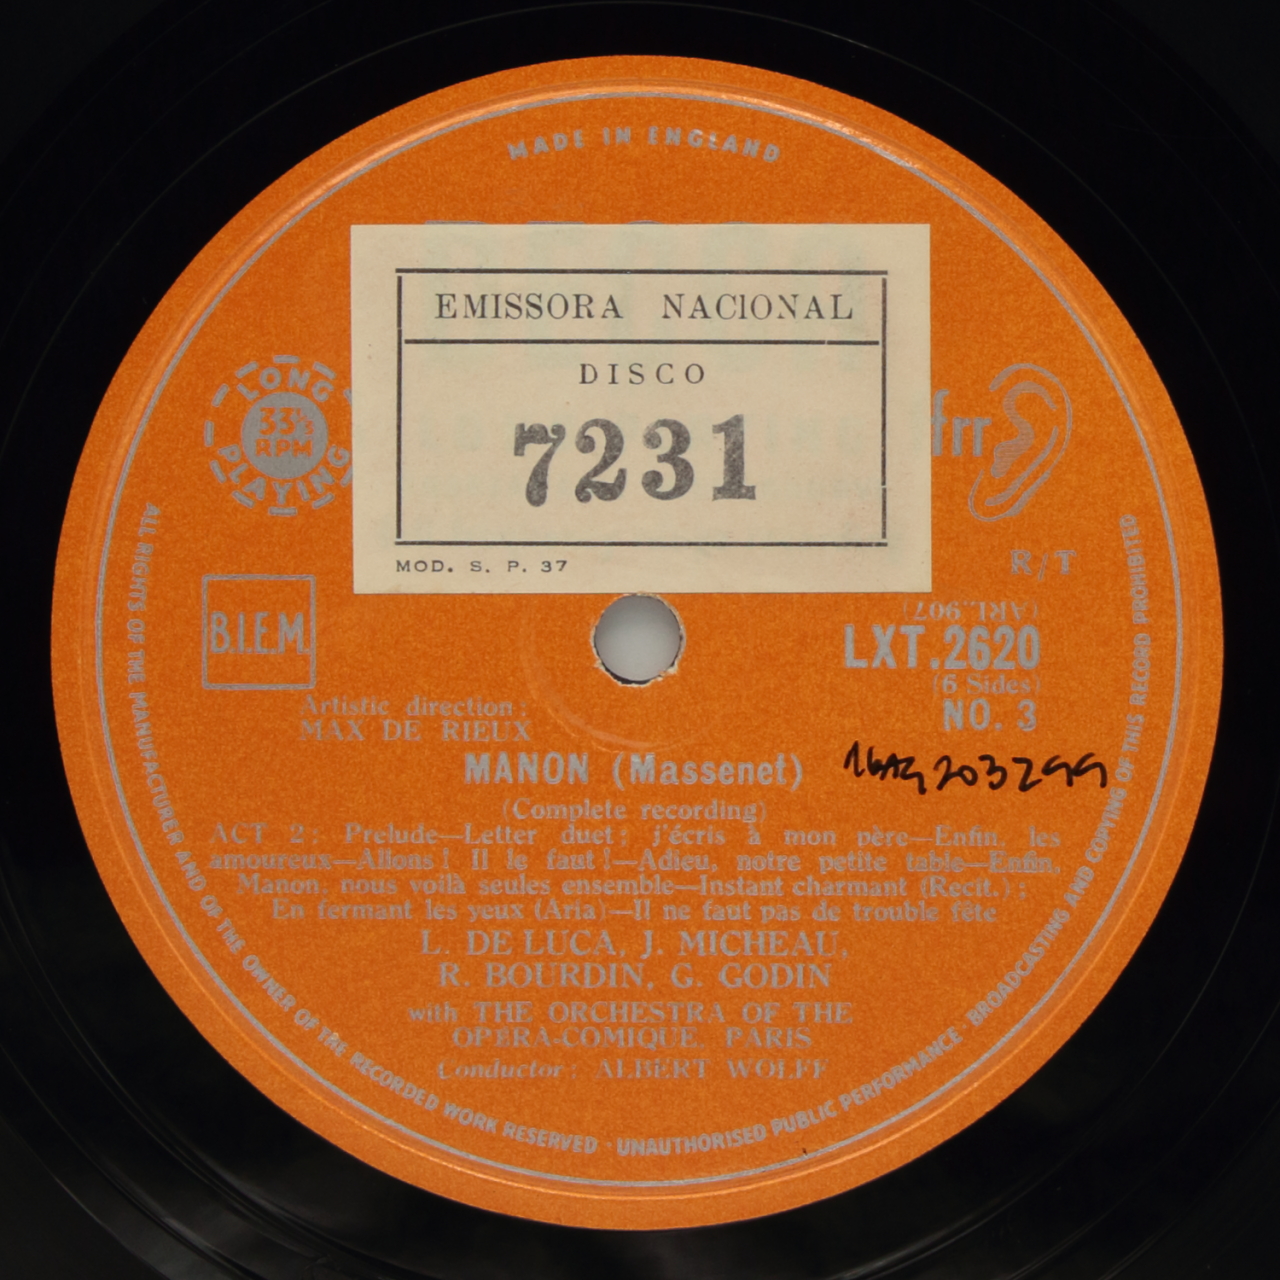 MADE IN ENGLAND
EMISSORA NACIONAL
DISCO
7231
MOD. S. P. 37
LONG
33⅓
RPM
PLAYING
ffrr
R/T
B.I.E.M.
(ARL.907)
LXT.2620
(6 Sides)
NO. 3
Artistic direction:
MAX DE RIEUX
MANON (Massenet)
(Complete recording)
ACT 2: Prelude—Letter duet; j'écris à mon père—Enfin, les
amoureux—Allons! Il le faut!—Adieu, notre petite table—Enfin,
Manon, nous voilà seules ensemble—Instant charmant (Recit.);
En fermant les yeux (Aria)—Il ne faut pas de trouble fête
L. DE LUCA, J. MICHEAU,
R. BOURDIN, G. GODIN
with THE ORCHESTRA OF THE
OPÉRA-COMIQUE, PARIS
Conductor: ALBERT WOLFF
ALL RIGHTS OF THE MANUFACTURER AND OF THE OWNER OF THE RECORDED WORK RESERVED · UNAUTHORISED PUBLIC PERFORMANCE · BROADCASTING AND COPYING OF THIS RECORD PROHIBITED